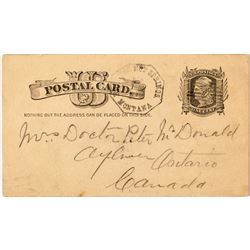 U S
POSTAL CARD.
SPRINGS
MONTANA
NOTHING BUT THE ADDRESS CAN BE PLACED ON THIS SIDE.
Mrs Doctor Peter McDonald
Aylmer Ontario
Canada